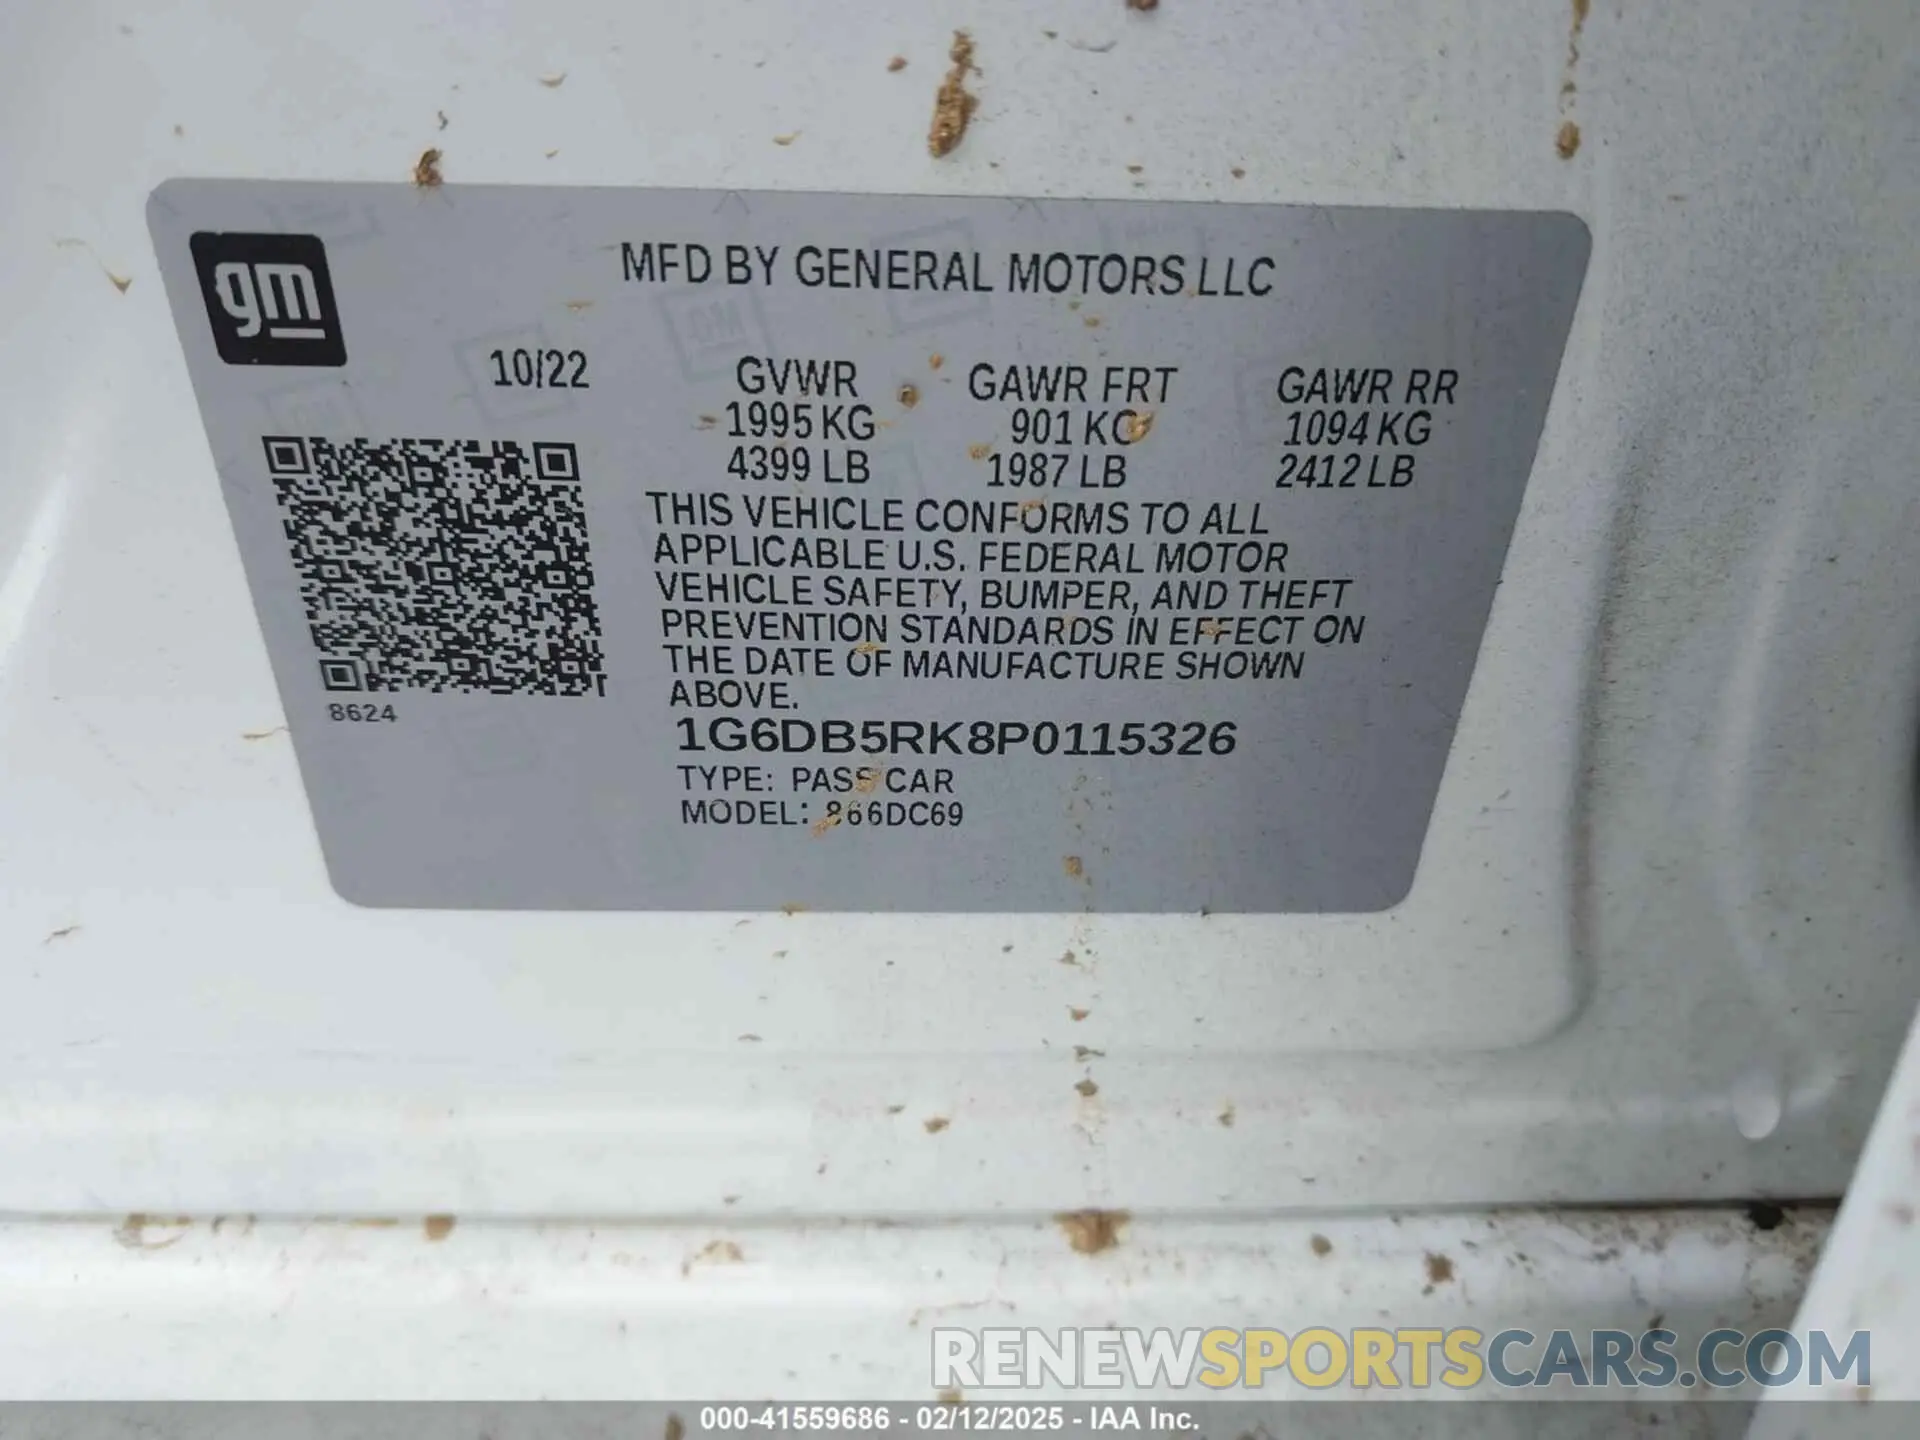 gm
MFD BY GENERAL MOTORS LLC
10/22
GVWR GAWR FRT GAWR RR
1995 KG 901 KG 1094 KG
4399 LB 1987 LB 2412 LB
THIS VEHICLE CONFORMS TO ALL
APPLICABLE U.S. FEDERAL MOTOR
VEHICLE SAFETY, BUMPER, AND THEFT
PREVENTION STANDARDS IN EFFECT ON
THE DATE OF MANUFACTURE SHOWN
ABOVE.
8624
1G6DB5RK8P0115326
TYPE: PASS CAR
MODEL: 866DC69
RENEWSPORTSCARS.COM
000-41559686 - 02/12/2025 - IAA Inc.